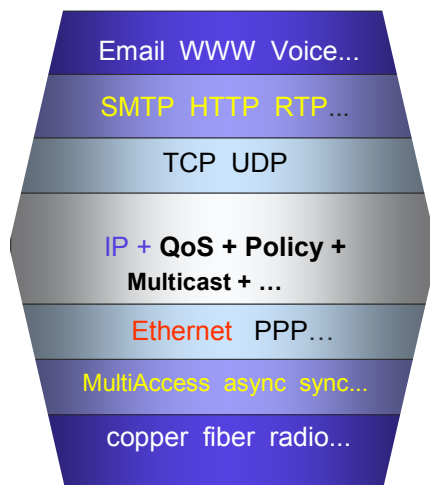 Email WWW Voice...
SMTP HTTP RTP...
TCP UDP
IP + QoS + Policy +
Multicast + …
Ethernet PPP…
MultiAccess async sync...
copper fiber radio...